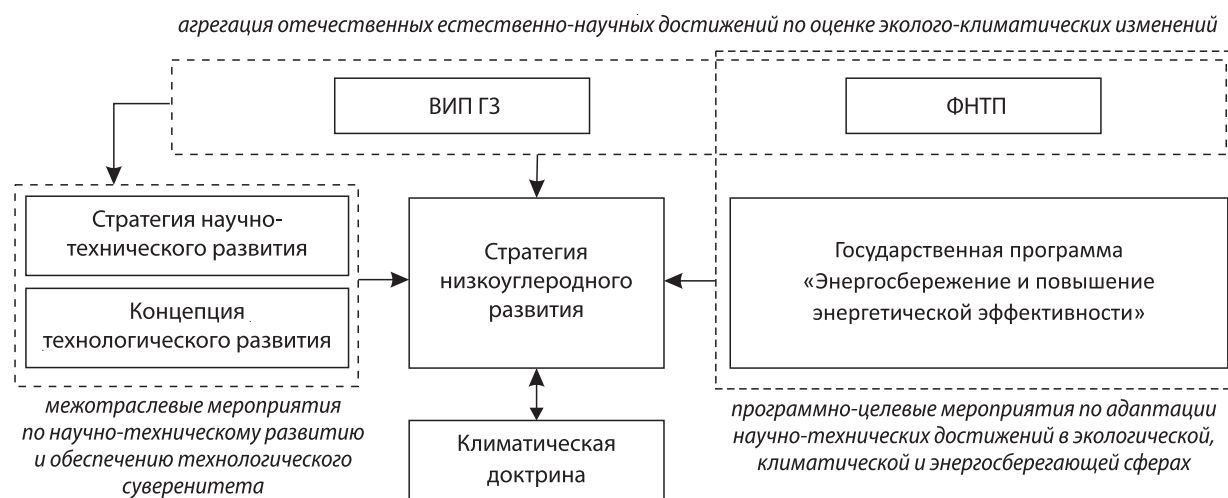 агрегация отечественных естественно-научных достижений по оценке эколого-климатических изменений
ВИП ГЗ
ФНТП
Стратегия научно-
технического развития
Концепция
технологического развития
Стратегия
низкоуглеродного
развития
Государственная программа
«Энергосбережение и повышение
энергетической эффективности»
межотраслевые мероприятия
по научно-техническому развитию
и обеспечению технологического
суверенитета
Климатическая
доктрина
программно-целевые мероприятия по адаптации
научно-технических достижений в экологической,
климатической и энергосберегающей сферах